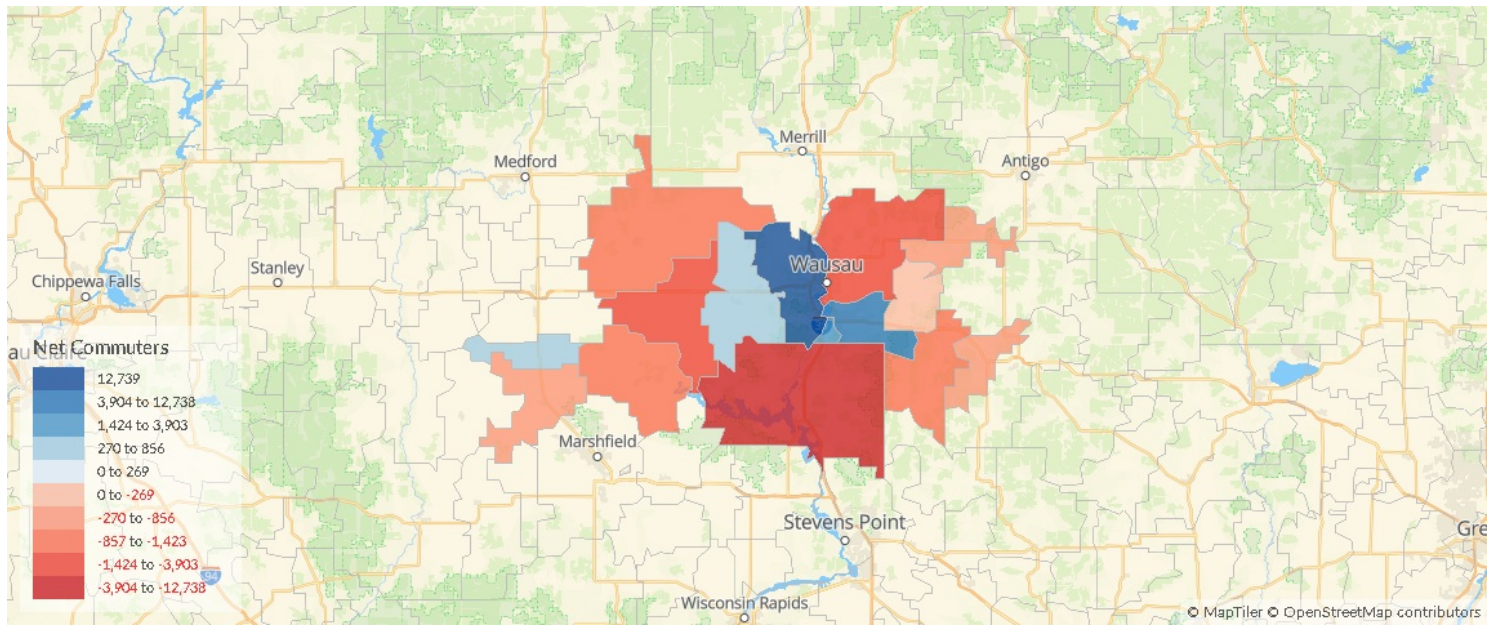 Merrill
Medford
Antigo
Wausau
Stanley
Chippewa Falls
Net Commuters
12,739
3,904 to 12,738
1,424 to 3,903
270 to 856
0 to 269
0 to -269
-270 to -856
-857 to -1,423
-1,424 to -3,903
-3,904 to -12,738
94
Marshfield
Stevens Point
Gre
Wisconsin Rapids
© MapTiler © OpenStreetMap contributors